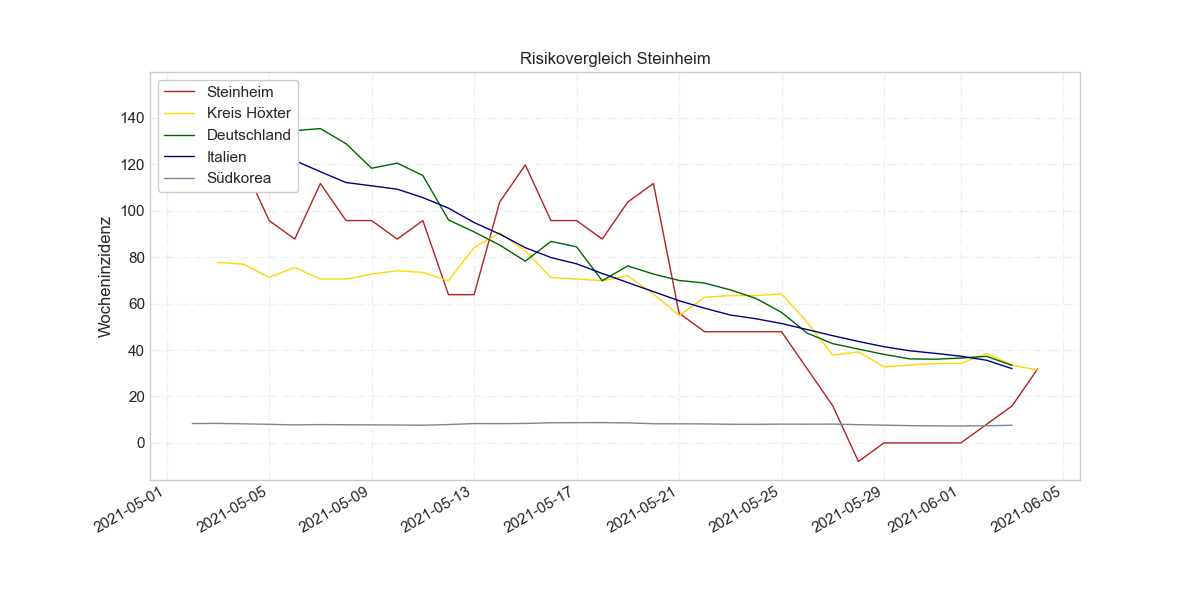 Risikovergleich Steinheim
Steinheim
Kreis Höxter
Deutschland
Italien
Südkorea
Wocheninzidenz
140
120
100
80
60
40
20
0
2021-05-01
2021-05-05
2021-05-09
2021-05-13
2021-05-17
2021-05-21
2021-05-25
2021-05-29
2021-06-01
2021-06-05